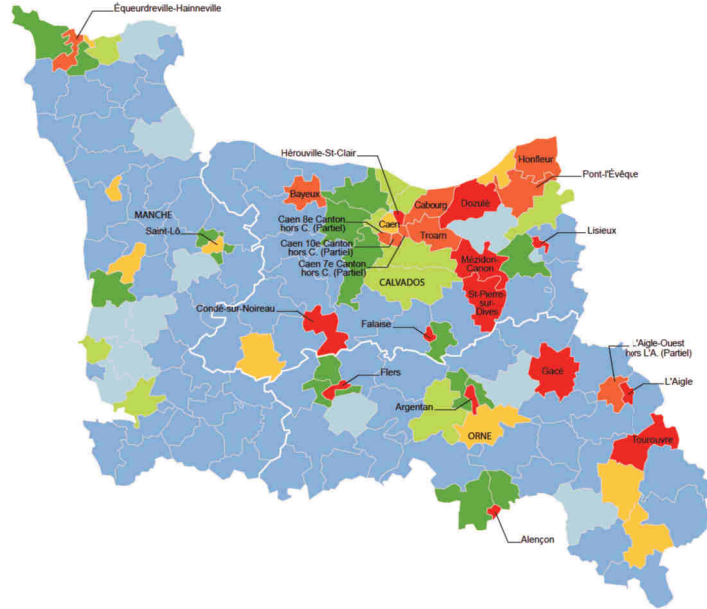 Équeurdreville-Hainneville
Hérouville-St-Clair
Honfleur
Pont-l'Évêque
Bayeux
Cabourg
Dozulé
MANCHE
Caen 8e Canton
hors C. (Partiel)
Caen
Troarn
Lisieux
Saint-Lô
Caen 10e Canton
hors C. (Partiel)
Caen 7e Canton
hors C. (Partiel)
Mézidon-
Canon
CALVADOS
St-Pierre-
sur-
Dives
Condé-sur-Noireau
Falaise
L'Aigle-Ouest
hors L'A. (Partiel)
Flers
Gacé
L'Aigle
Argentan
ORNE
Tourouvre
Alençon